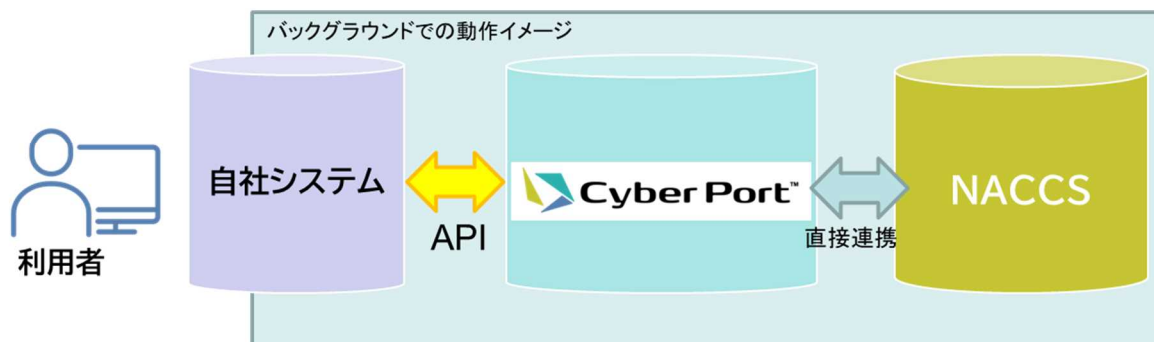 バックグラウンドでの動作イメージ
利用者
自社システム
API
Cyber Port™
直接連携
NACCS